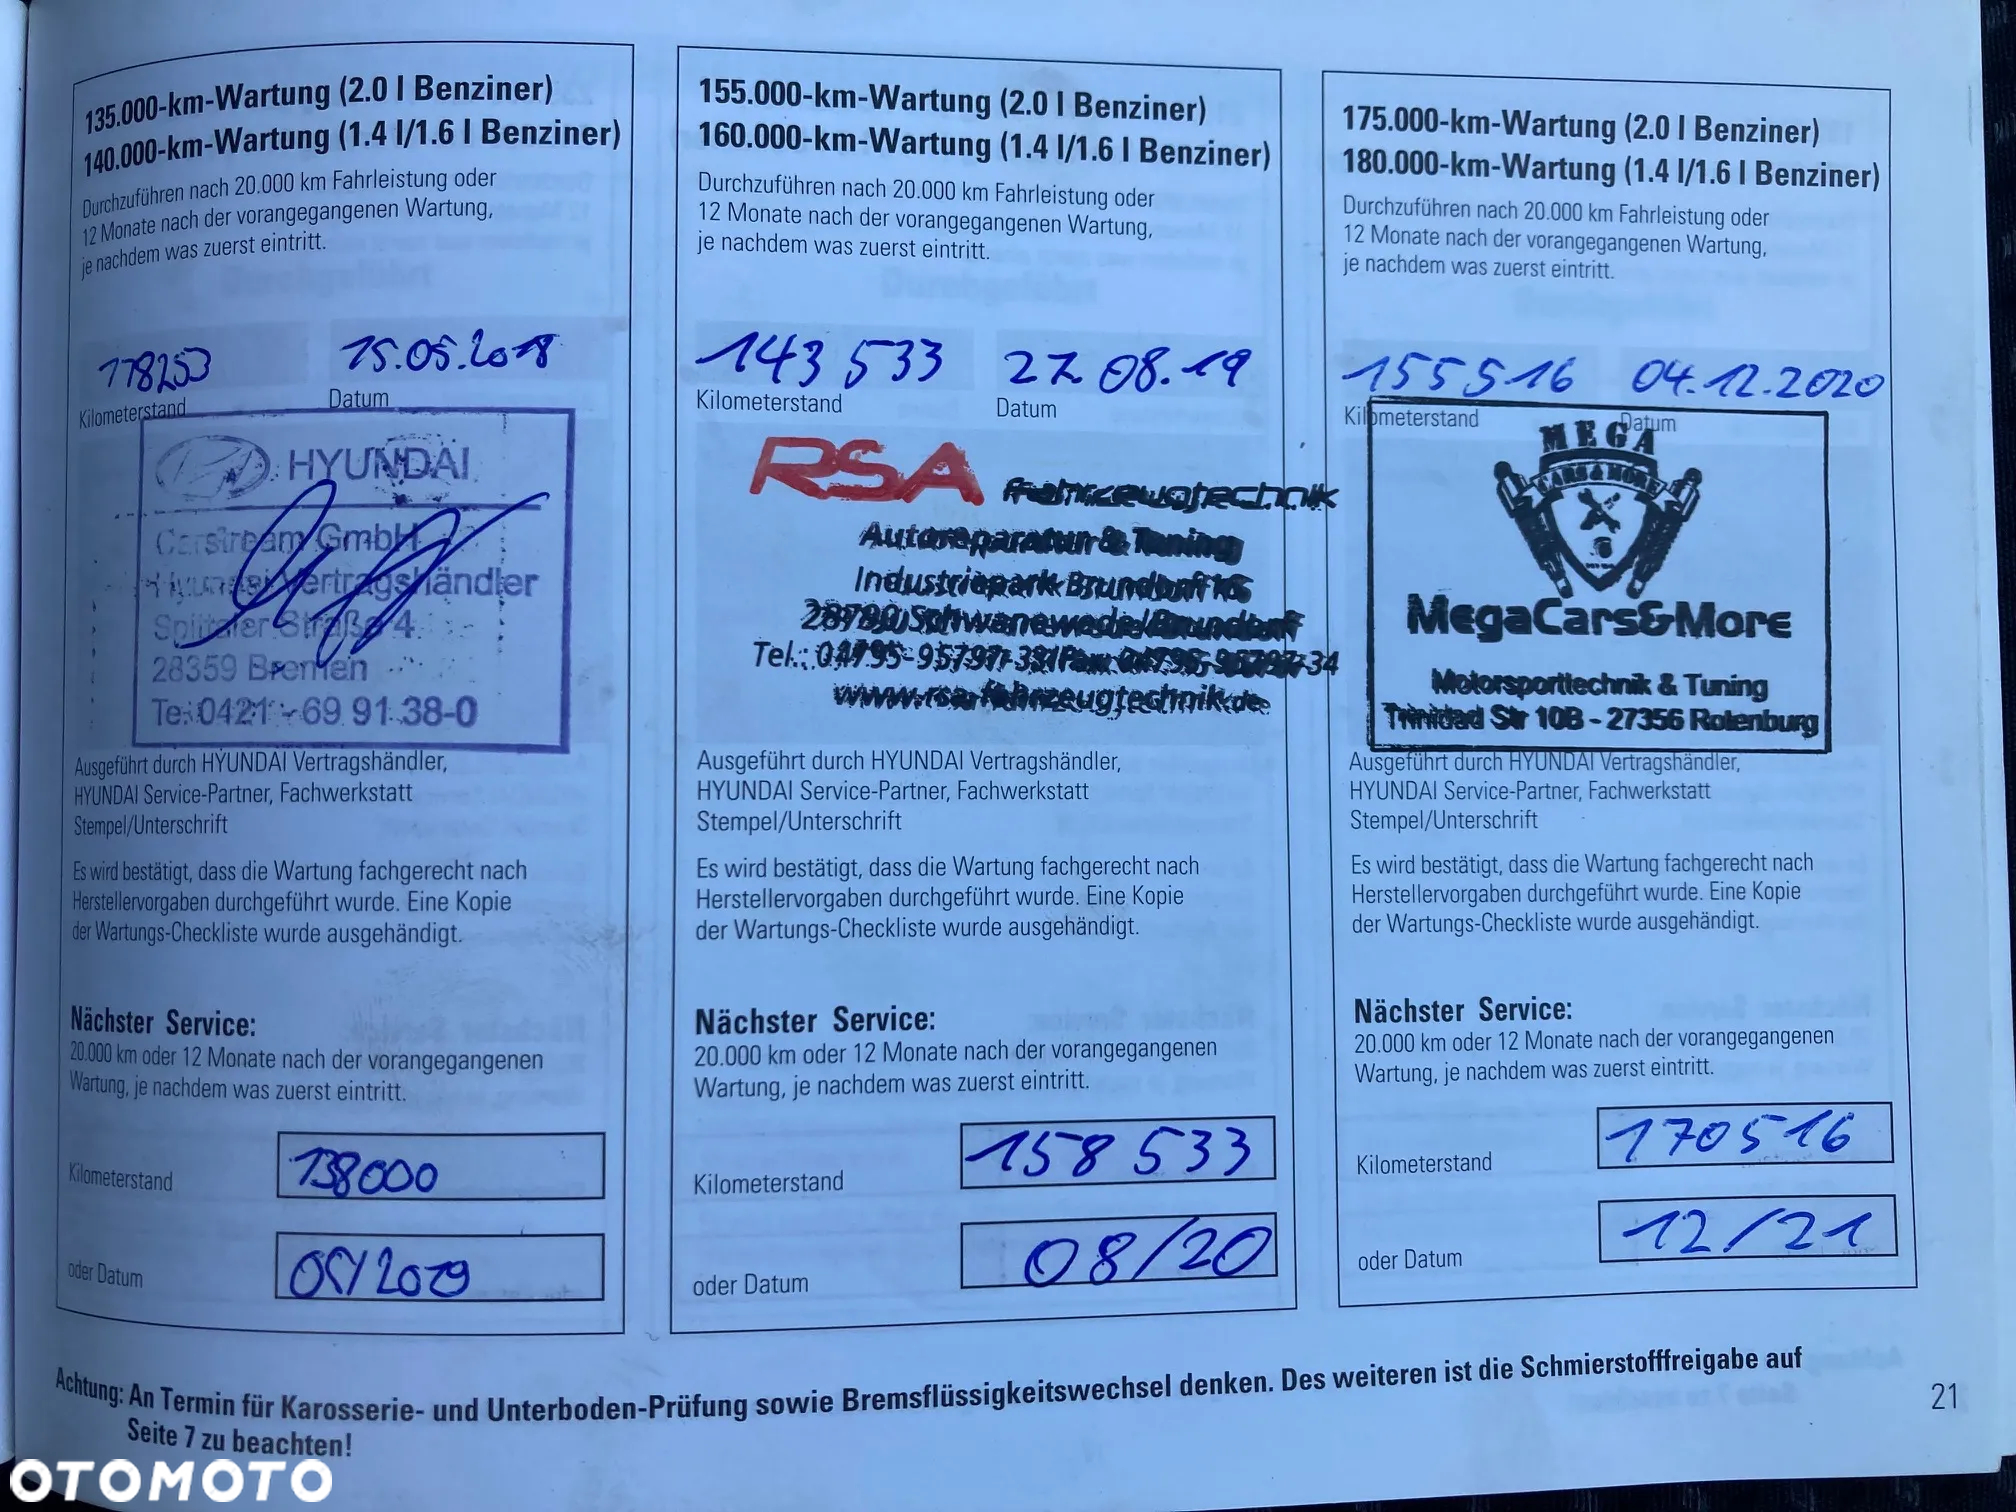 135.000-km-Wartung (2.0 l Benziner)
140.000-km-Wartung (1.4 l/1.6 l Benziner)
Durchzuführen nach 20.000 km Fahrleistung oder
12 Monate nach der vorangegangenen Wartung,
je nachdem was zuerst eintritt.
118253
15.05.2018
Kilometerstand
Datum
HYUNDAI
Carstream GmbH
Hyundai Vertragshändler
Straße 4
28359 Bremen
Tel: 0421 - 69 91 38-0
Ausgeführt durch HYUNDAI Vertragshändler,
HYUNDAI Service-Partner, Fachwerkstatt
Stempel/Unterschrift
Es wird bestätigt, dass die Wartung fachgerecht nach
Herstellervorgaben durchgeführt wurde. Eine Kopie
der Wartungs-Checkliste wurde ausgehändigt.
Nächster Service:
20.000 km oder 12 Monate nach der vorangegangenen
Wartung, je nachdem was zuerst eintritt.
Kilometerstand
138000
oder Datum
05/2019
155.000-km-Wartung (2.0 l Benziner)
160.000-km-Wartung (1.4 l/1.6 l Benziner)
Durchzuführen nach 20.000 km Fahrleistung oder
12 Monate nach der vorangegangenen Wartung,
je nachdem was zuerst eintritt.
143 533
27 08.19
Kilometerstand
Datum
RSA fahrzeugtechnik
Autoreparatur & Tuning
Industriepark Brundorf
28790 Schwanewede/Brundorf
Tel.: 04795-95797
www.rsa-fahrzeugtechnik.de
Ausgeführt durch HYUNDAI Vertragshändler,
HYUNDAI Service-Partner, Fachwerkstatt
Stempel/Unterschrift
Es wird bestätigt, dass die Wartung fachgerecht nach
Herstellervorgaben durchgeführt wurde. Eine Kopie
der Wartungs-Checkliste wurde ausgehändigt.
Nächster Service:
20.000 km oder 12 Monate nach der vorangegangenen
Wartung, je nachdem was zuerst eintritt.
Kilometerstand
158 533
oder Datum
08/20
175.000-km-Wartung (2.0 l Benziner)
180.000-km-Wartung (1.4 l/1.6 l Benziner)
Durchzuführen nach 20.000 km Fahrleistung oder
12 Monate nach der vorangegangenen Wartung,
je nachdem was zuerst eintritt.
155516
04.12.2020
Kilometerstand
Datum
MEGA
CARS & MORE
MegaCars&More
Motorsporttechnik & Tuning
Trinidad Str 10B - 27356 Rotenburg
Ausgeführt durch HYUNDAI Vertragshändler,
HYUNDAI Service-Partner, Fachwerkstatt
Stempel/Unterschrift
Es wird bestätigt, dass die Wartung fachgerecht nach
Herstellervorgaben durchgeführt wurde. Eine Kopie
der Wartungs-Checkliste wurde ausgehändigt.
Nächster Service:
20.000 km oder 12 Monate nach der vorangegangenen
Wartung, je nachdem was zuerst eintritt.
Kilometerstand
170516
oder Datum
12/21
Achtung: An Termin für Karosserie- und Unterboden-Prüfung sowie Bremsflüssigkeitswechsel denken. Des weiteren ist die Schmierstofffreigabe auf
Seite 7 zu beachten!
21
OTOMOTO